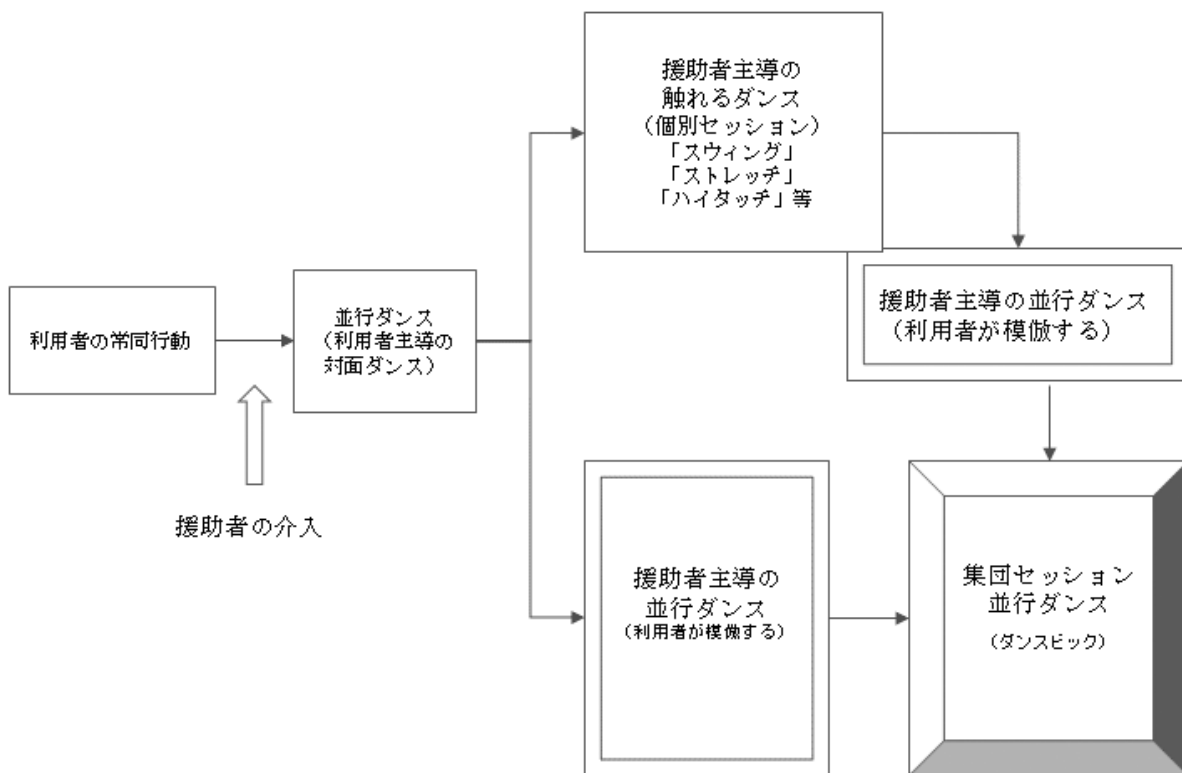 援助者主導の
触れるダンス
（個別セッション）
「スウィング」
「ストレッチ」
「ハイタッチ」等
援助者主導の並行ダンス
（利用者が模倣する）
利用者の常同行動
並行ダンス
（利用者主導の
対面ダンス）
援助者の介入
援助者主導の
並行ダンス
（利用者が模倣する）
集団セッション
並行ダンス
（ダンスビック）